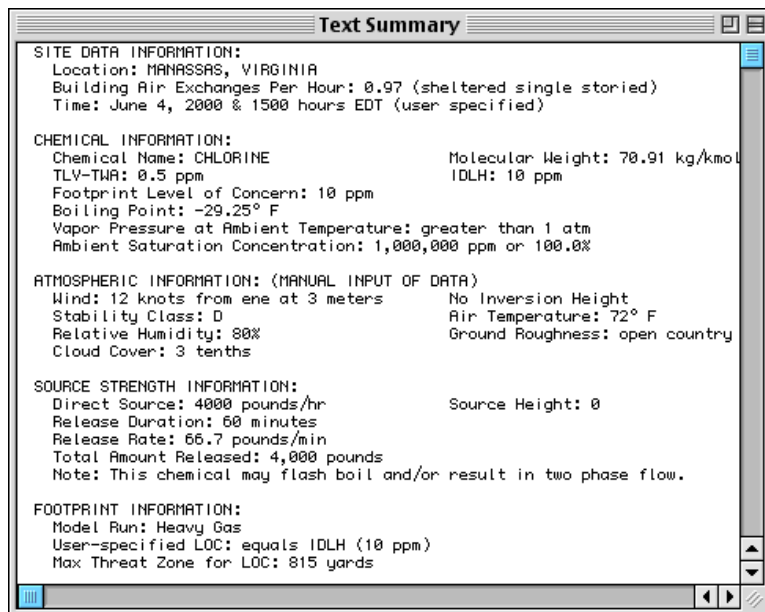 Text Summary
SITE DATA INFORMATION:
Location: MANASSAS, VIRGINIA
Building Air Exchanges Per Hour: 0.97 (sheltered single storied)
Time: June 4, 2000 & 1500 hours EDT (user specified)
CHEMICAL INFORMATION:
Chemical Name: CHLORINE Molecular Weight: 70.91 kg/kmol
TLV-TWA: 0.5 ppm IDLH: 10 ppm
Footprint Level of Concern: 10 ppm
Boiling Point: -29.25° F
Vapor Pressure at Ambient Temperature: greater than 1 atm
Ambient Saturation Concentration: 1,000,000 ppm or 100.0%
ATMOSPHERIC INFORMATION: (MANUAL INPUT OF DATA)
Wind: 12 knots from ene at 3 meters No Inversion Height
Stability Class: D Air Temperature: 72° F
Relative Humidity: 80% Ground Roughness: open country
Cloud Cover: 3 tenths
SOURCE STRENGTH INFORMATION:
Direct Source: 4000 pounds/hr Source Height: 0
Release Duration: 60 minutes
Release Rate: 66.7 pounds/min
Total Amount Released: 4,000 pounds
Note: This chemical may flash boil and/or result in two phase flow.
FOOTPRINT INFORMATION:
Model Run: Heavy Gas
User-specified LOC: equals IDLH (10 ppm)
Max Threat Zone for LOC: 815 yards